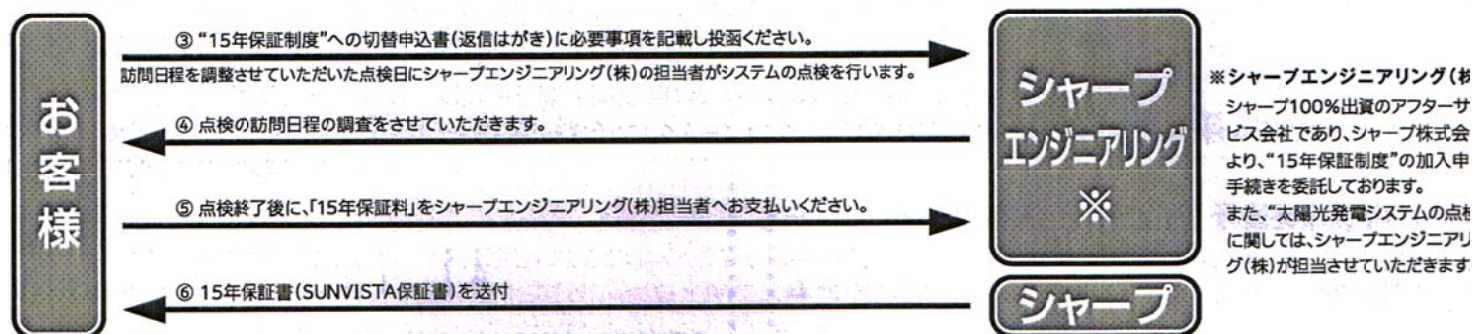 お客様
③ “15年保証制度”への切替申込書(返信はがき)に必要事項を記載し投函ください。
訪問日程を調整させていただいた点検日にシャープエンジニアリング(株)の担当者がシステムの点検を行います。
④ 点検の訪問日程の調査をさせていただきます。
⑤ 点検終了後に、「15年保証料」をシャープエンジニアリング(株)担当者へお支払いください。
⑥ 15年保証書(SUNVISTA保証書)を送付
シャープ
エンジニアリング
※
シャープ
※シャープエンジニアリング(株
シャープ100%出資のアフターサ
ビス会社であり、シャープ株式会
より、“15年保証制度”の加入申
手続きを委託しております。
また、“太陽光発電システムの点検
に関しては、シャープエンジニアリ
グ(株)が担当させていただきます